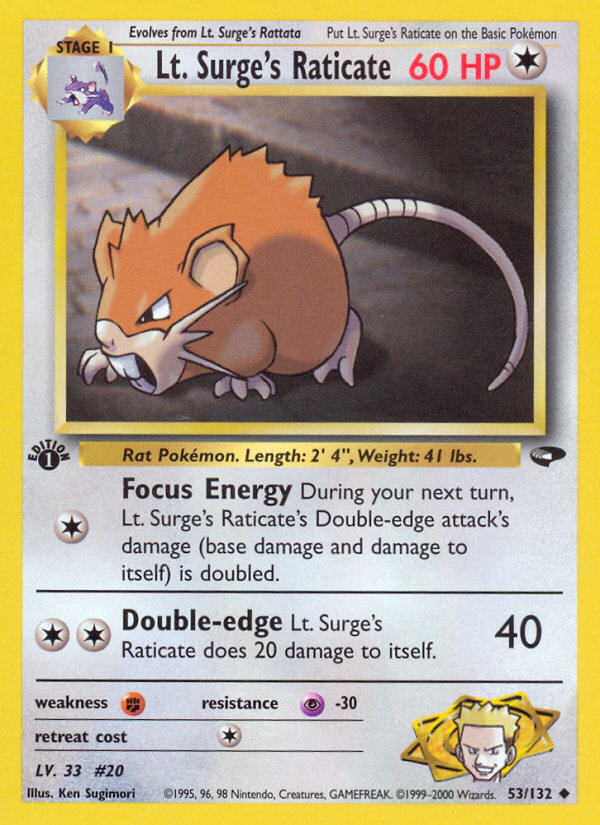 Evolves from Lt. Surge's Rattata
Put Lt. Surge's Raticate on the Basic Pokémon
STAGE 1
Lt. Surge's Raticate 60 HP
EDITION
1
Rat Pokémon. Length: 2' 4", Weight: 41 lbs.
Focus Energy During your next turn,
Lt. Surge's Raticate's Double-edge attack's
damage (base damage and damage to
itself) is doubled.
Double-edge Lt. Surge's
Raticate does 20 damage to itself.
40
weakness
resistance
-30
retreat cost
LV. 33 #20
Illus. Ken Sugimori
©1995, 96, 98 Nintendo, Creatures, GAMEFREAK. ©1999–2000 Wizards.
53/132